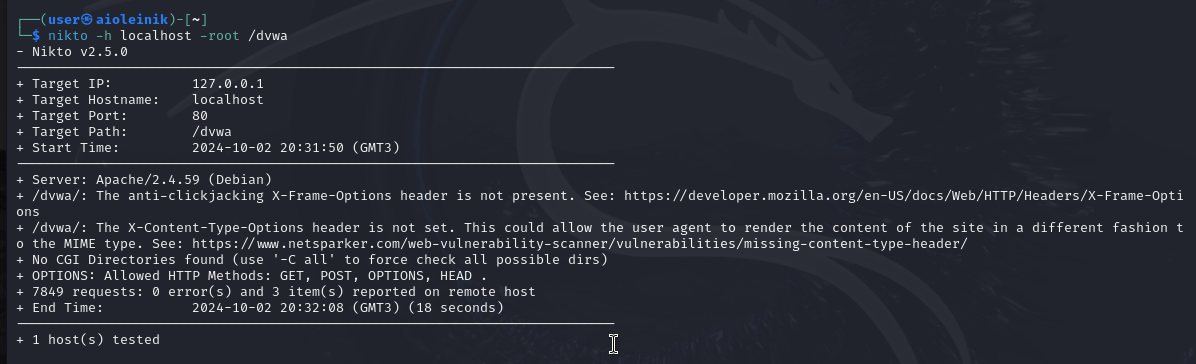 ┌──(user㉿aioleinik)-[~]
└─$ nikto -h localhost -root /dvwa
- Nikto v2.5.0
---------------------------------------------------------------------------
+ Target IP:          127.0.0.1
+ Target Hostname:    localhost
+ Target Port:        80
+ Target Path:        /dvwa
+ Start Time:         2024-10-02 20:31:50 (GMT3)
---------------------------------------------------------------------------
+ Server: Apache/2.4.59 (Debian)
+ /dvwa/: The anti-clickjacking X-Frame-Options header is not present. See: https://developer.mozilla.org/en-US/docs/Web/HTTP/Headers/X-Frame-Opti
ons
+ /dvwa/: The X-Content-Type-Options header is not set. This could allow the user agent to render the content of the site in a different fashion t
o the MIME type. See: https://www.netsparker.com/web-vulnerability-scanner/vulnerabilities/missing-content-type-header/
+ No CGI Directories found (use '-C all' to force check all possible dirs)
+ OPTIONS: Allowed HTTP Methods: GET, POST, OPTIONS, HEAD .
+ 7849 requests: 0 error(s) and 3 item(s) reported on remote host
+ End Time:           2024-10-02 20:32:08 (GMT3) (18 seconds)
---------------------------------------------------------------------------
+ 1 host(s) tested